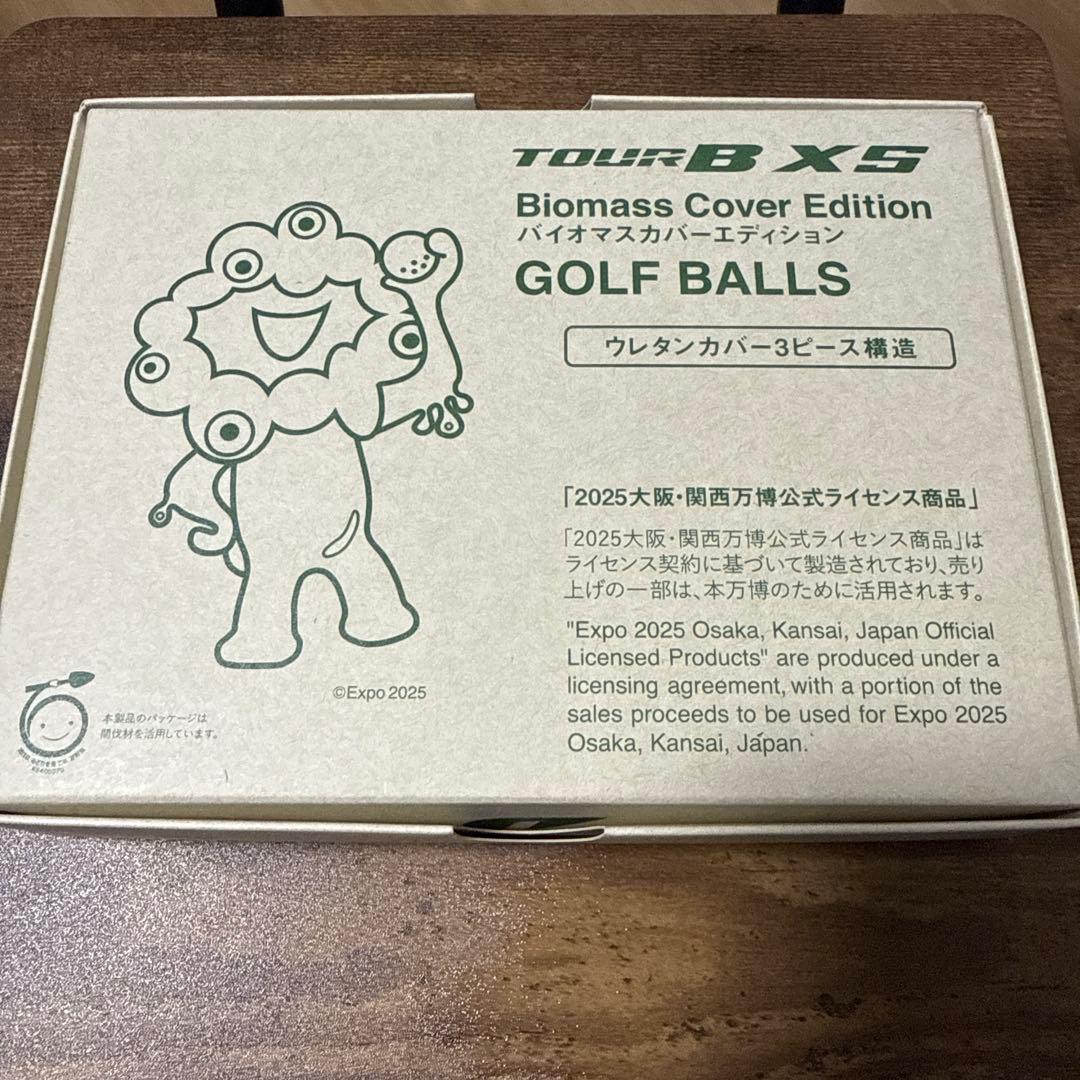 TOUR B XS
Biomass Cover Edition
バイオマスカバーエディション
GOLF BALLS
ウレタンカバー3ピース構造
「2025大阪・関西万博公式ライセンス商品」
「2025大阪・関西万博公式ライセンス商品」は
ライセンス契約に基づいて製造されており、売り
上げの一部は、本万博のために活用されます。
"Expo 2025 Osaka, Kansai, Japan Official
Licensed Products" are produced under a
licensing agreement, with a portion of the
sales proceeds to be used for Expo 2025
Osaka, Kansai, Japan.
©Expo 2025
本製品のパッケージは
間伐材を活用しています。